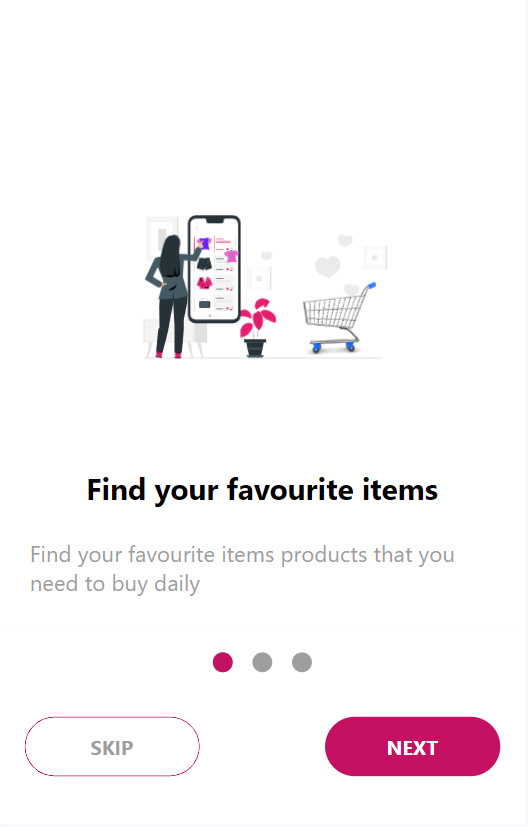 Find your favourite items
Find your favourite items products that you
need to buy daily
SKIP
NEXT